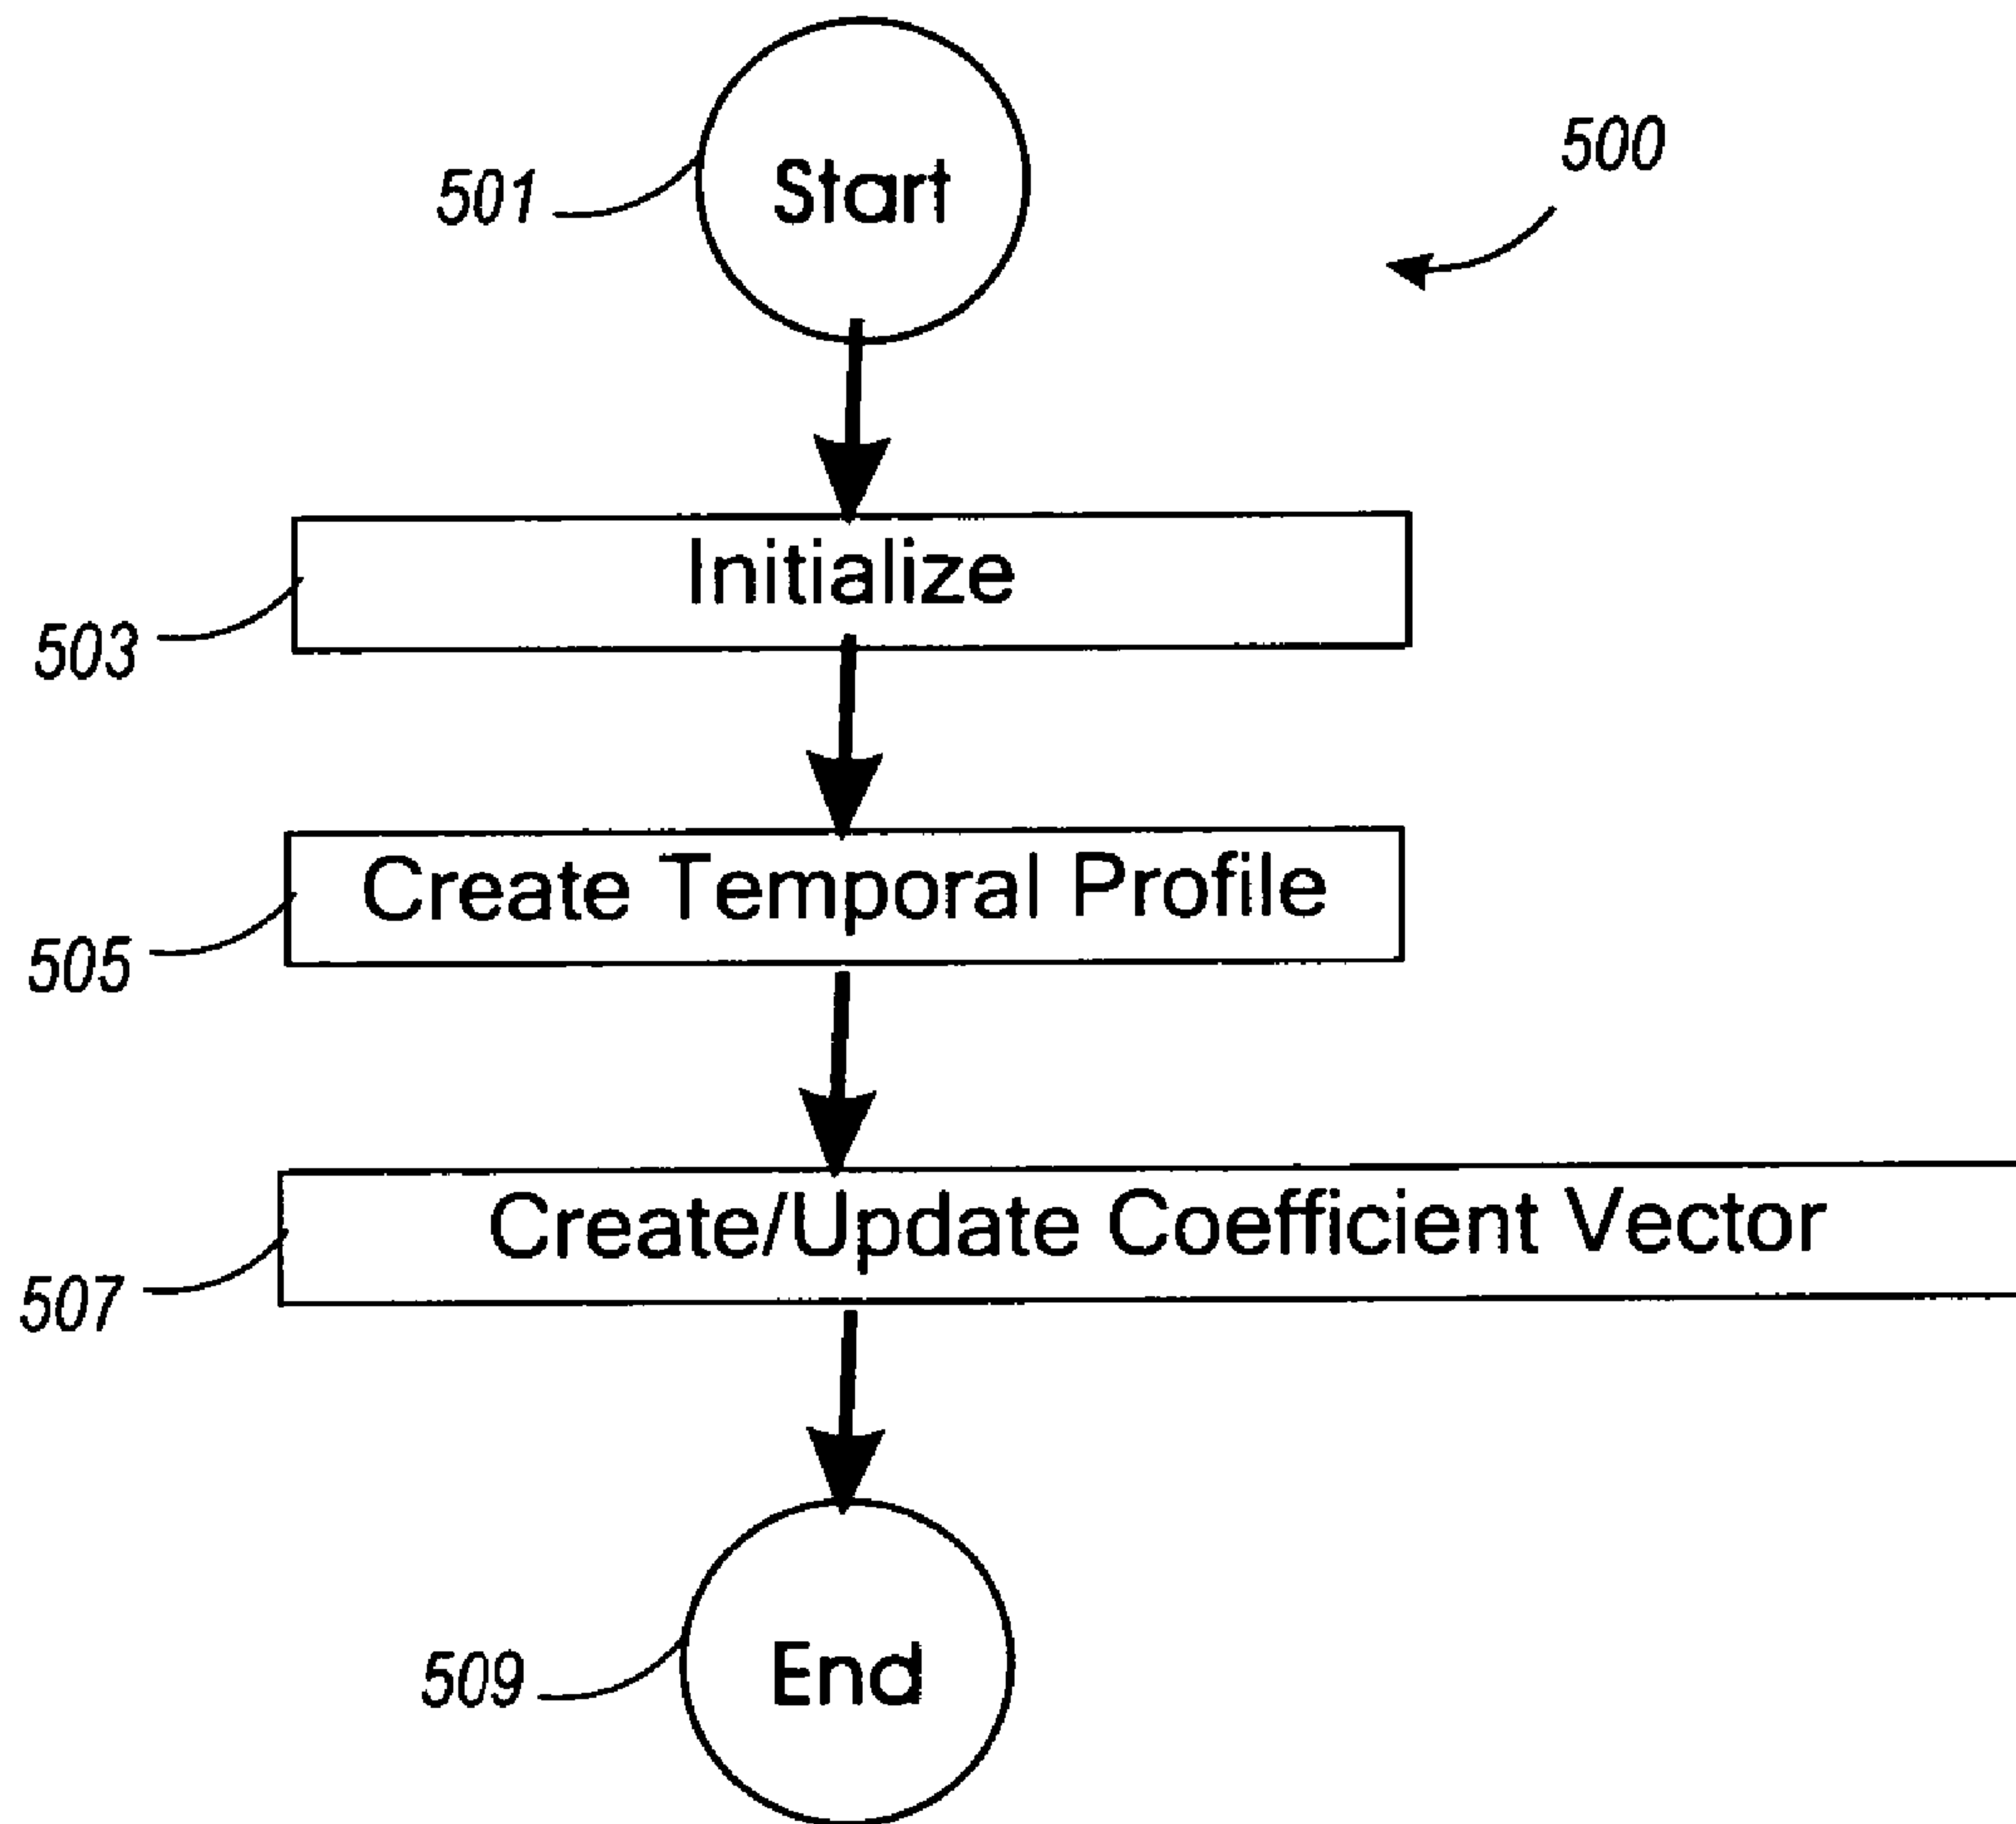 500
501
Start
Initialize
503
Create Temporal Profile
505
Create/Update Coefficient Vector
507
End
509